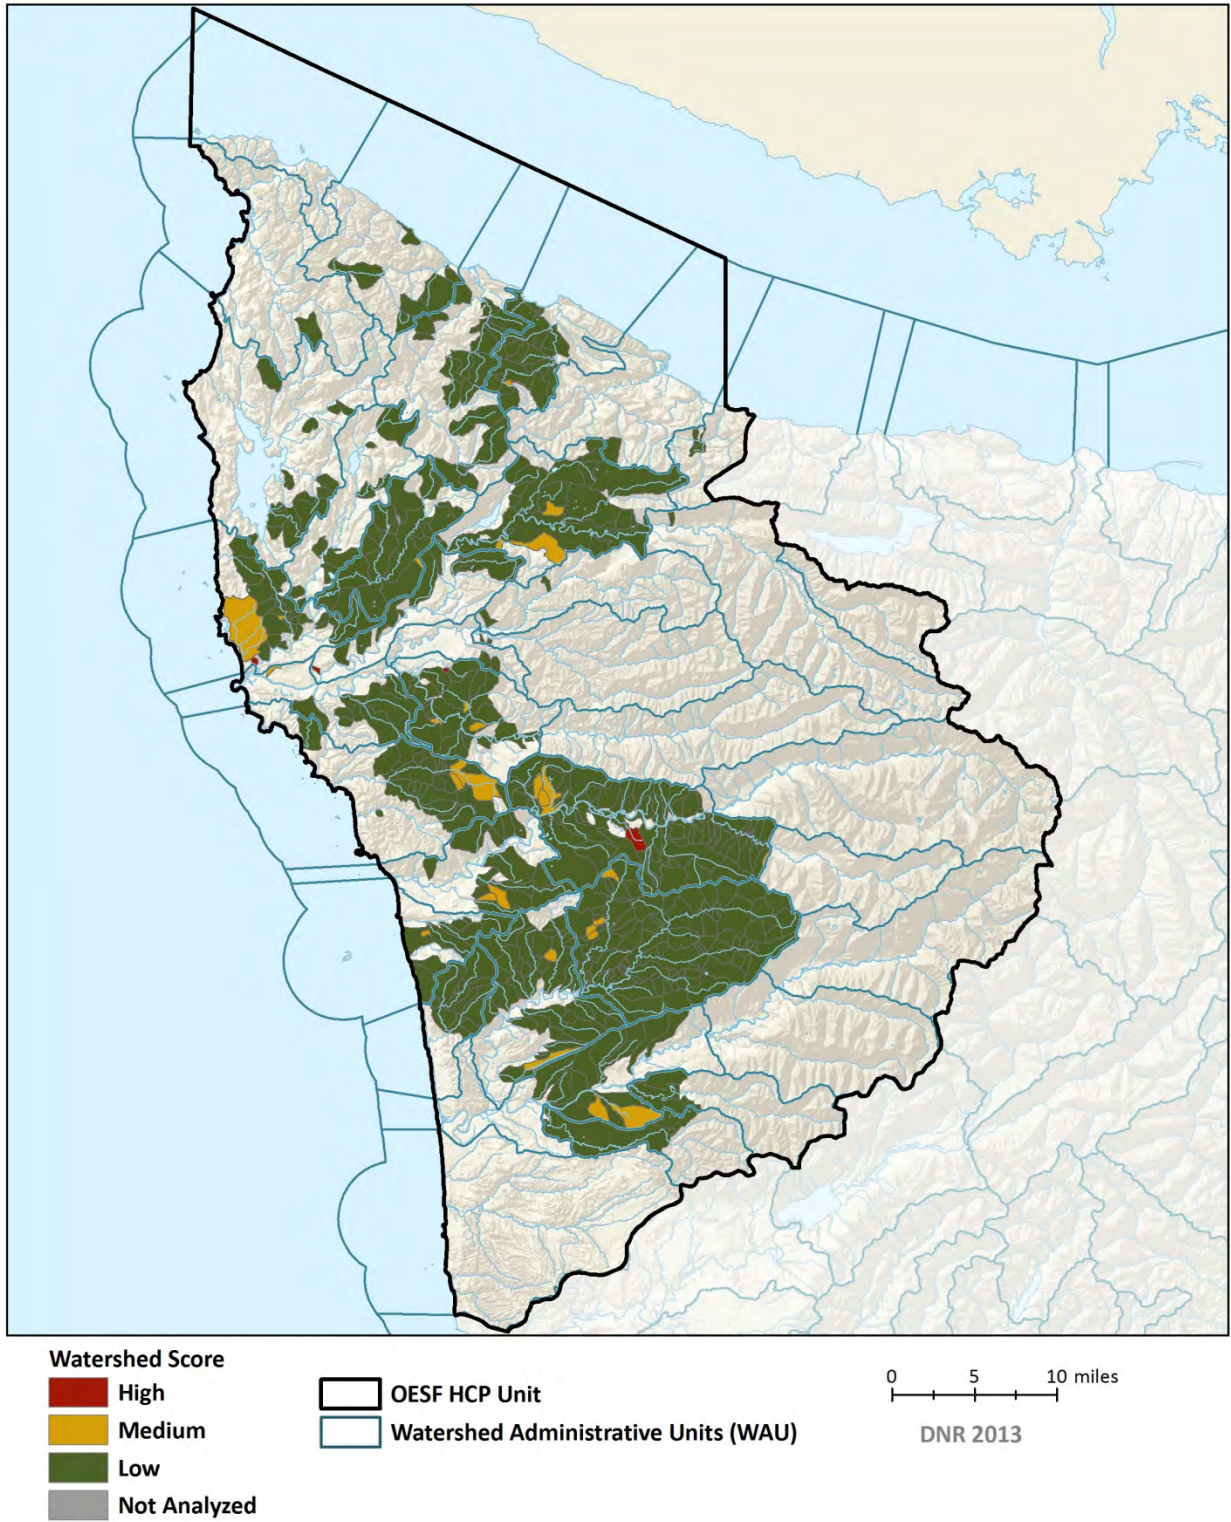 Watershed Score
High
Medium
Low
Not Analyzed
OESF HCP Unit
Watershed Administrative Units (WAU)
0 5 10 miles
DNR 2013